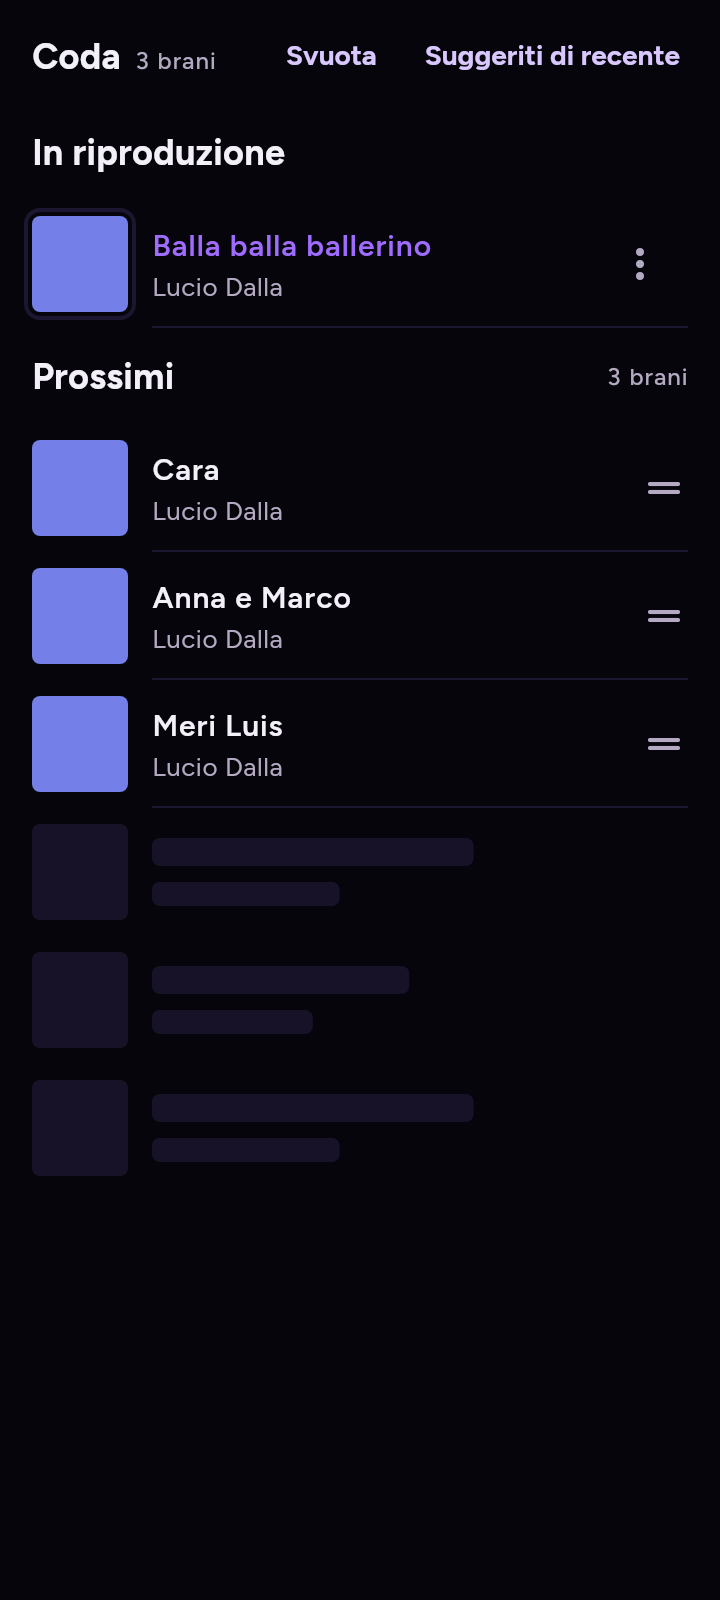 Coda 3 brani Svuota Suggeriti di recente
In riproduzione
Balla balla ballerino
Lucio Dalla
Prossimi 3 brani
Cara
Lucio Dalla
Anna e Marco
Lucio Dalla
Meri Luis
Lucio Dalla